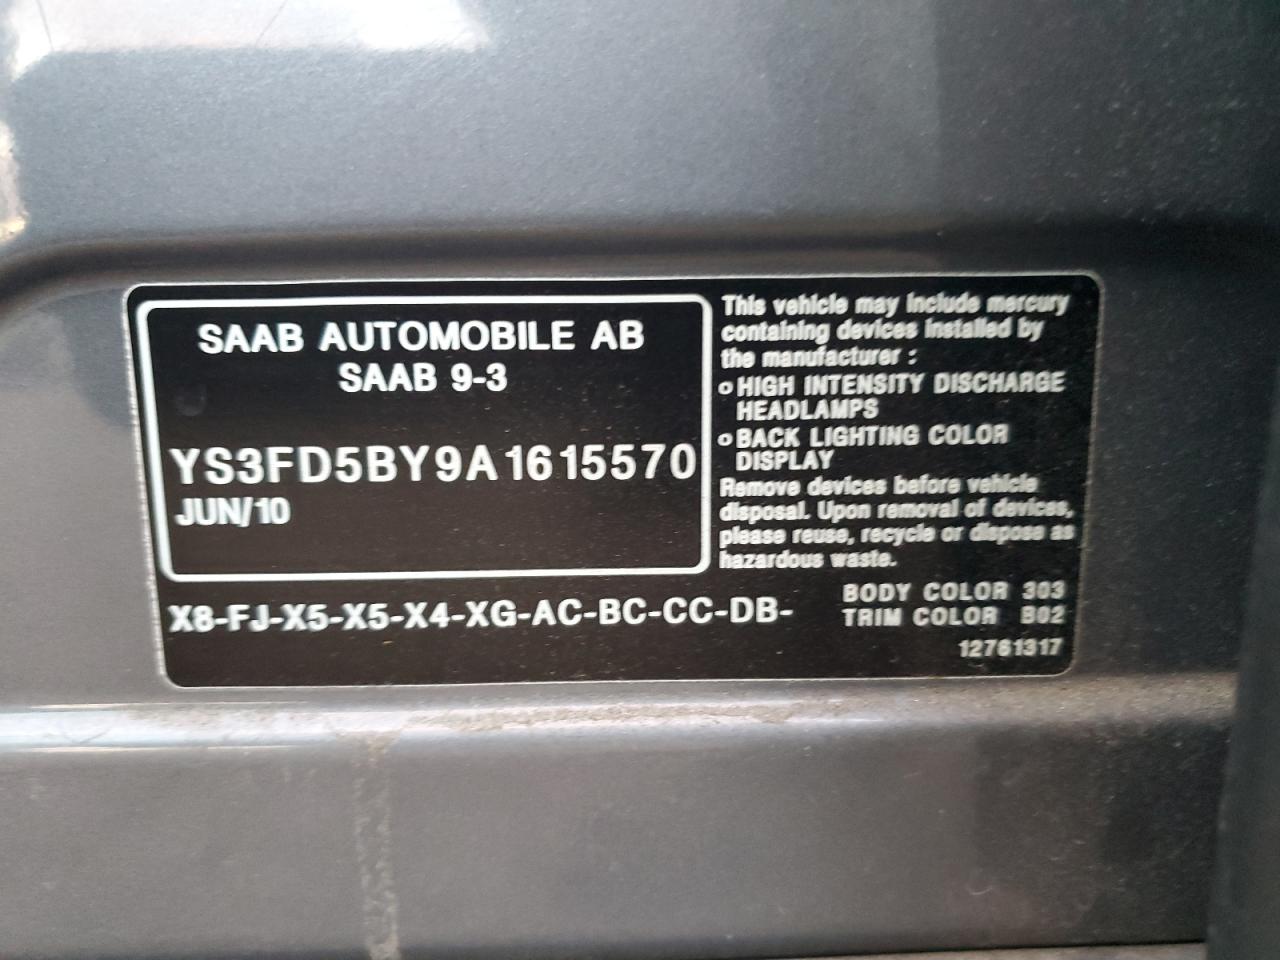 SAAB AUTOMOBILE AB
SAAB 9-3
YS3FD5BY9A1615570
JUN/10
X8-FJ-X5-X5-X4-XG-AC-BC-CC-DB-
This vehicle may include mercury
containing devices installed by
the manufacturer :
o HIGH INTENSITY DISCHARGE
HEADLAMPS
o BACK LIGHTING COLOR
DISPLAY
Remove devices before vehicle
disposal. Upon removal of devices,
please reuse, recycle or dispose as
hazardous waste.
BODY COLOR 303
TRIM COLOR B02
12761317